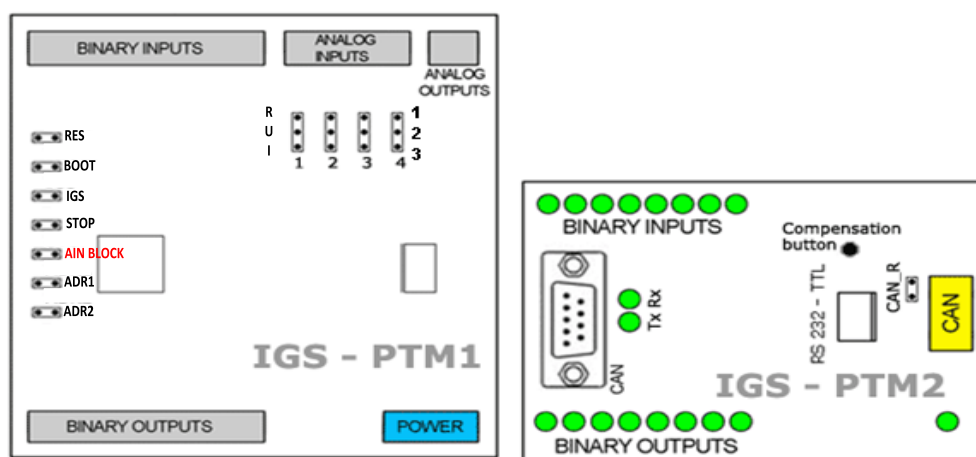 BINARY INPUTS
ANALOG
INPUTS
ANALOG
OUTPUTS
R
U
I
1
2
3
1
2
3
4
RES
BOOT
IGS
STOP
AIN BLOCK
ADR1
ADR2
IGS - PTM1
BINARY OUTPUTS
POWER
BINARY INPUTS
Compensation
button
Tx Rx
CAN
RS 232 - TTL
CAN_R
CAN
IGS - PTM2
BINARY OUTPUTS